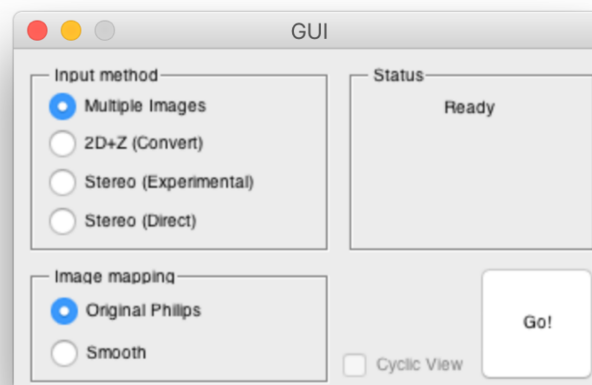 GUI
Input method
Multiple Images
2D+Z (Convert)
Stereo (Experimental)
Stereo (Direct)
Status
Ready
Image mapping
Original Philips
Smooth
Cyclic View
Go!